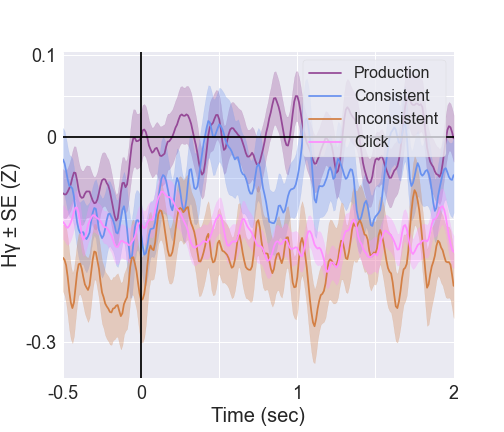 0.1
0
-0.3
Hγ ± SE (Z)
Production
Consistent
Inconsistent
Click
-0.5
0
1
2
Time (sec)